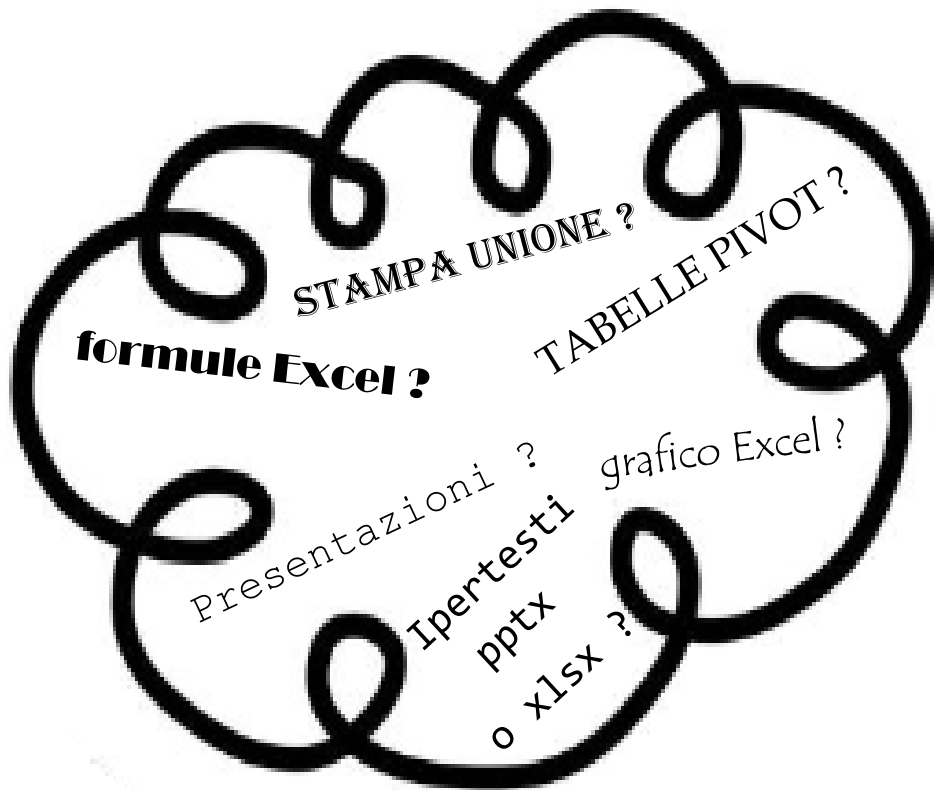 STAMPA UNIONE ?
TABELLE PIVOT ?
formule Excel ?
grafico Excel ?
Presentazioni ?
Ipertesti
pptx
o xlsx ?